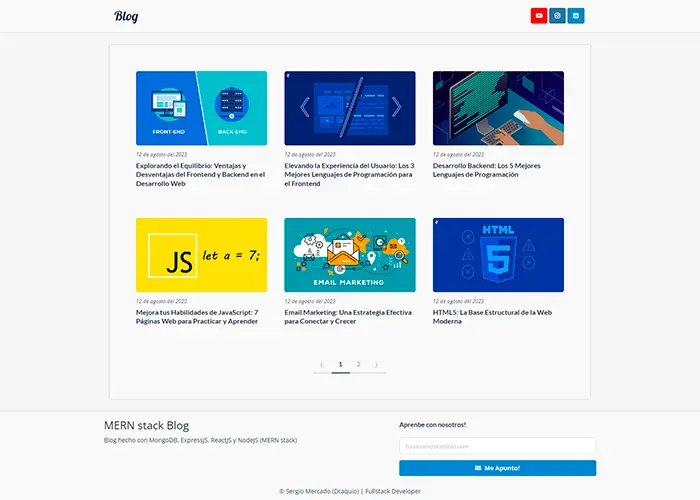 Blog
FRONT-END
BACK-END
12 de agosto del 2023
Explorando el Equilibrio: Ventajas y
Desventajas del Frontend y Backend en el
Desarrollo Web
12 de agosto del 2023
Elevando la Experiencia del Usuario: Los 3
Mejores Lenguajes de Programación para
el Frontend
12 de agosto del 2023
Desarrollo Backend: Los 5 Mejores
Lenguajes de Programación
JS
let a = 7;
12 de agosto del 2023
Mejora tus Habilidades de JavaScript: 7
Páginas Web para Practicar y Aprender
EMAIL MARKETING
12 de agosto del 2023
Email Marketing: Una Estrategia Efectiva
para Conectar y Crecer
HTML
5
12 de agosto del 2023
HTML5: La Base Estructural de la Web
Moderna
1
2
MERN stack Blog
Blog hecho con MongoDB, ExpressJS, ReactJS y NodeJS (MERN stack)
Aprenbe con nosotros!
Me Apunto!
© Sergio Mercado (Draquio) | Fullstack Developer